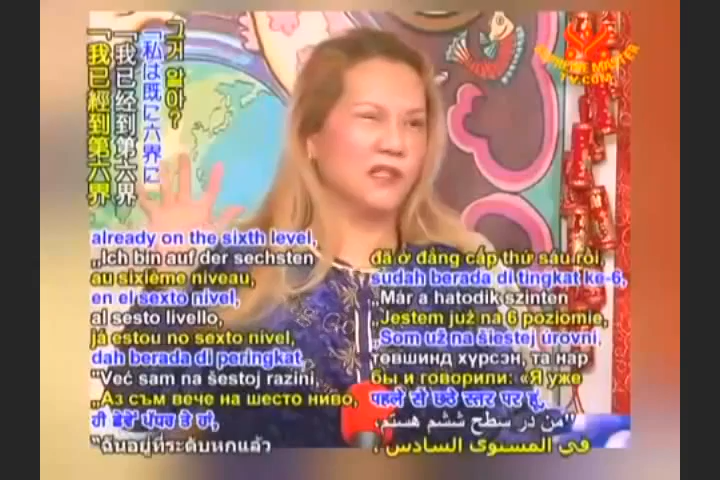 SUPREME MASTER
TV.COM
그거 알아?
「私は既に六界に
「我已经到第六界
「我已經到第六界
already on the sixth level,
„Ich bin auf der sechsten
au sixième niveau,
en el sexto nivel,
al sesto livello,
já estou no sexto nível,
dah berada di peringkat
"Već sam na šestoj razini,
„Аз съм вече на шесто ниво,
ਹੀ ਛੇਵੇਂ ਪੱਧਰ ਤੇ ਹਾਂ,
"ฉันอยู่ที่ระดับหกแล้ว
đã ở đẳng cấp thứ sáu rồi,
sudah berada di tingkat ke-6,
„Már a hatodik szinten
„Jestem już na 6 poziomie,
„Som už na šiestej úrovni,
төвшинд хүрсэн, та нар
бы и говорили: «Я уже
पहले से छठे स्तर पर हूं,
"من در سطح ششم هستم،
في المستوى السادس،